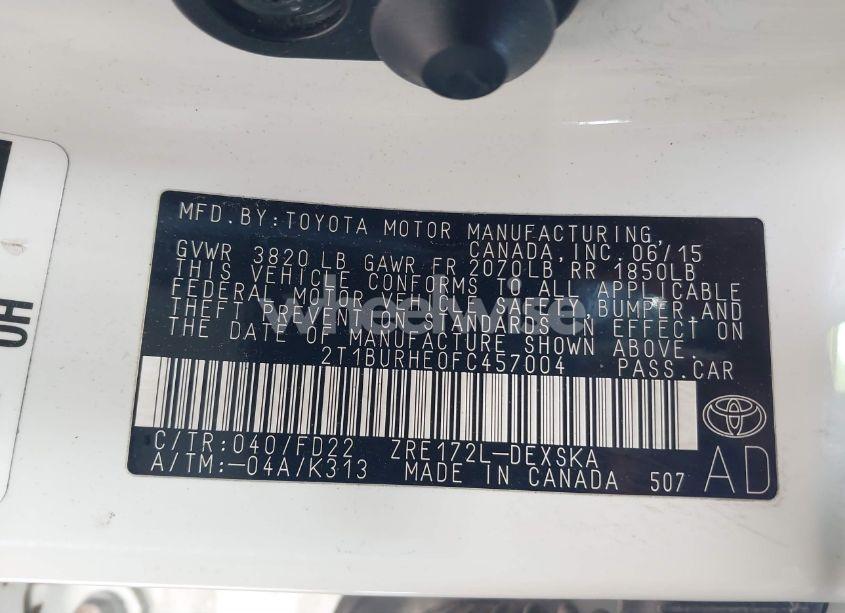 MFD.BY:TOYOTA MOTOR MANUFACTURING,
CANADA,INC.06/15
GVWR 3820 LB GAWR FR 2070LB RR 1850LB
THIS VEHICLE CONFORMS TO ALL APPLICABLE
FEDERAL MOTOR VEHICLE SAFETY,BUMPER,AND
THEFT PREVENTION STANDARDS IN EFFECT ON
THE DATE OF MANUFACTURE SHOWN ABOVE.
2T1BURHE0FC457004 PASS.CAR
C/TR:040/FD22 ZRE172L-DEXSKA
A/TM:-04A/K313 MADE IN CANADA 507 AD
wheelwise
HO